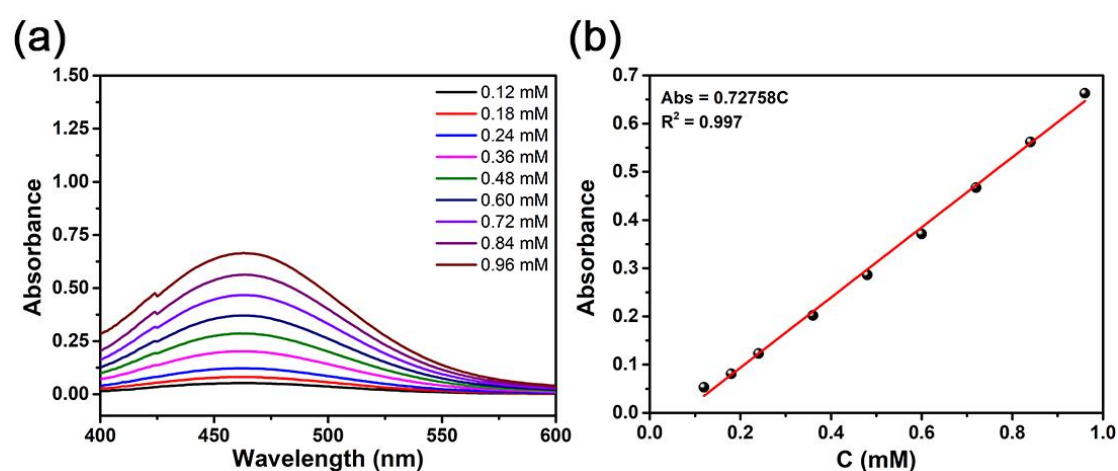 (a)
1.50
1.25
1.00
0.75
0.50
0.25
0.00
Absorbance
0.12 mM
0.18 mM
0.24 mM
0.36 mM
0.48 mM
0.60 mM
0.72 mM
0.84 mM
0.96 mM
400
450
500
550
600
Wavelength (nm)
(b)
0.7
0.6
0.5
0.4
0.3
0.2
0.1
0.0
Absorbance
Abs = 0.72758C
R² = 0.997
0.0
0.2
0.4
0.6
0.8
1.0
C (mM)